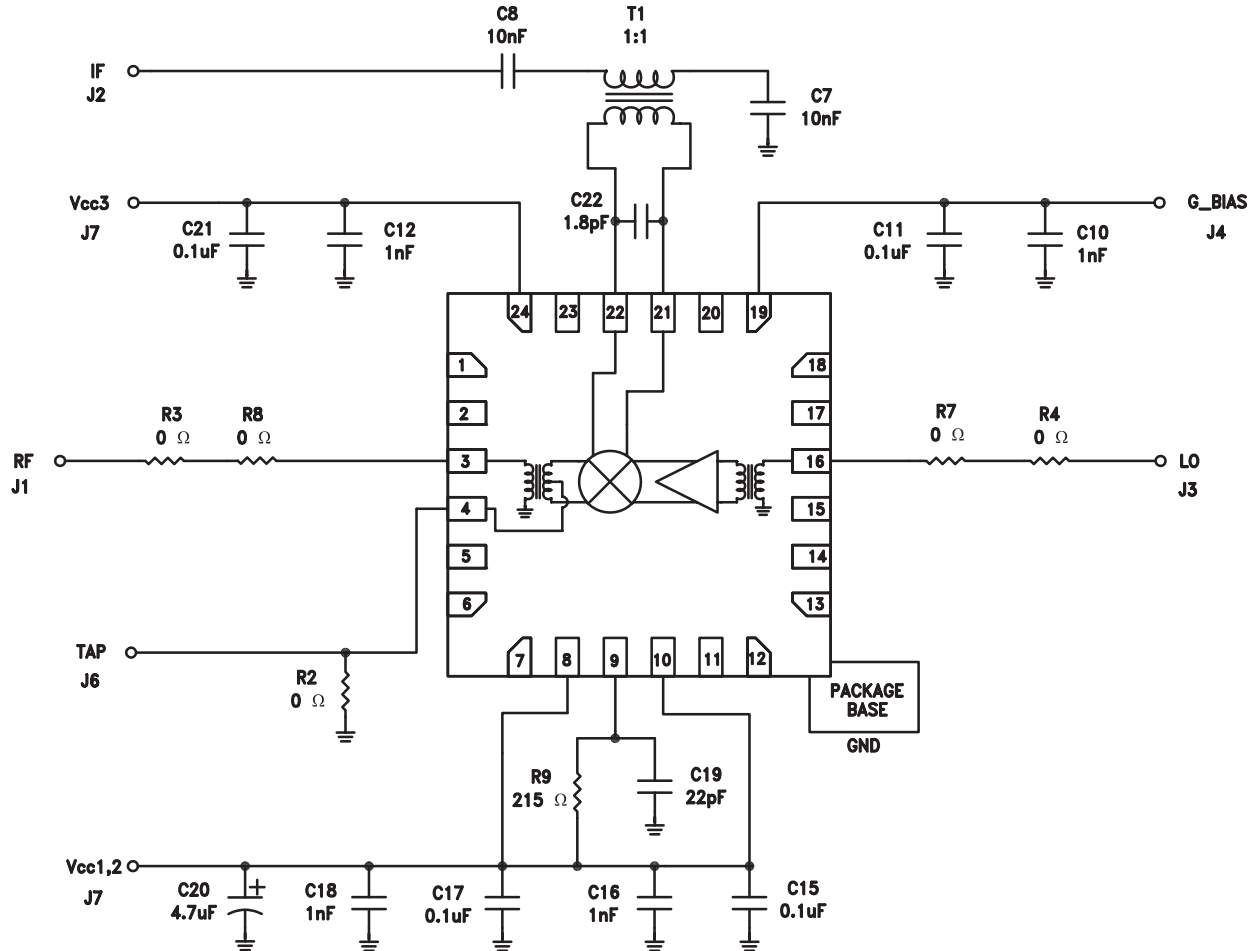 C8
10nF
T1
1:1
IF
J2
C7
10nF
Vcc3
J7
C21
0.1uF
C12
1nF
C22
1.8pF
C11
0.1uF
C10
1nF
G_BIAS
J4
24
23
22
21
20
19
1
18
2
17
R3
0 Ω
R8
0 Ω
R7
0 Ω
R4
0 Ω
RF
J1
3
16
LO
J3
4
15
5
14
6
13
TAP
J6
R2
0 Ω
7
8
9
10
11
12
PACKAGE
BASE
GND
R9
215 Ω
C19
22pF
Vcc1,2
J7
C20
+
4.7uF
C18
1nF
C17
0.1uF
C16
1nF
C15
0.1uF